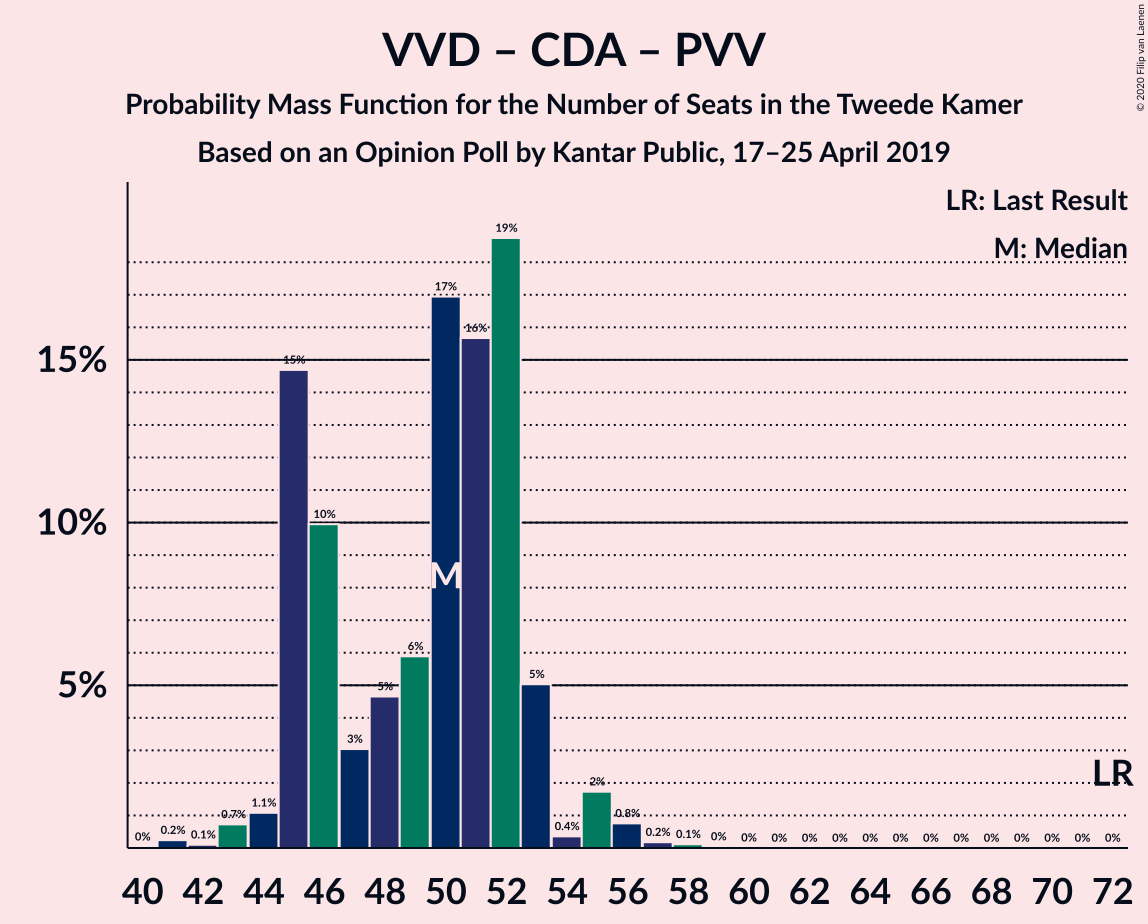 VVD – CDA – PVV
Probability Mass Function for the Number of Seats in the Tweede Kamer
Based on an Opinion Poll by Kantar Public, 17–25 April 2019
© 2020 Filip van Laenen
LR: Last Result
M: Median
19%
17%
16%
15%
15%
10%
10%
M
6%
5%
5%
5%
3%
LR
2%
0% 0.2% 0.1% 0.7% 1.1% 0.4% 0.8% 0.2% 0.1% 0% 0% 0% 0% 0% 0% 0% 0% 0% 0% 0% 0% 0% 0%
40 42 44 46 48 50 52 54 56 58 60 62 64 66 68 70 72